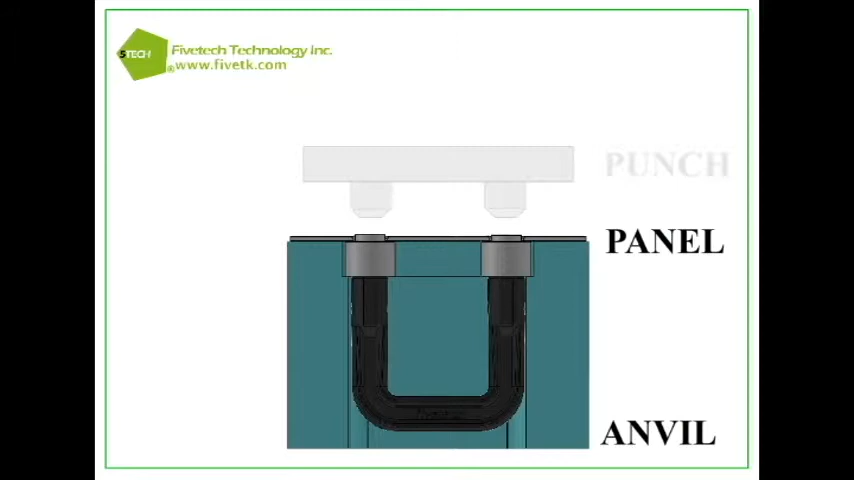 5TECH
Fivetech Technology Inc.
®www.fivetk.com
PUNCH
PANEL
ANVIL